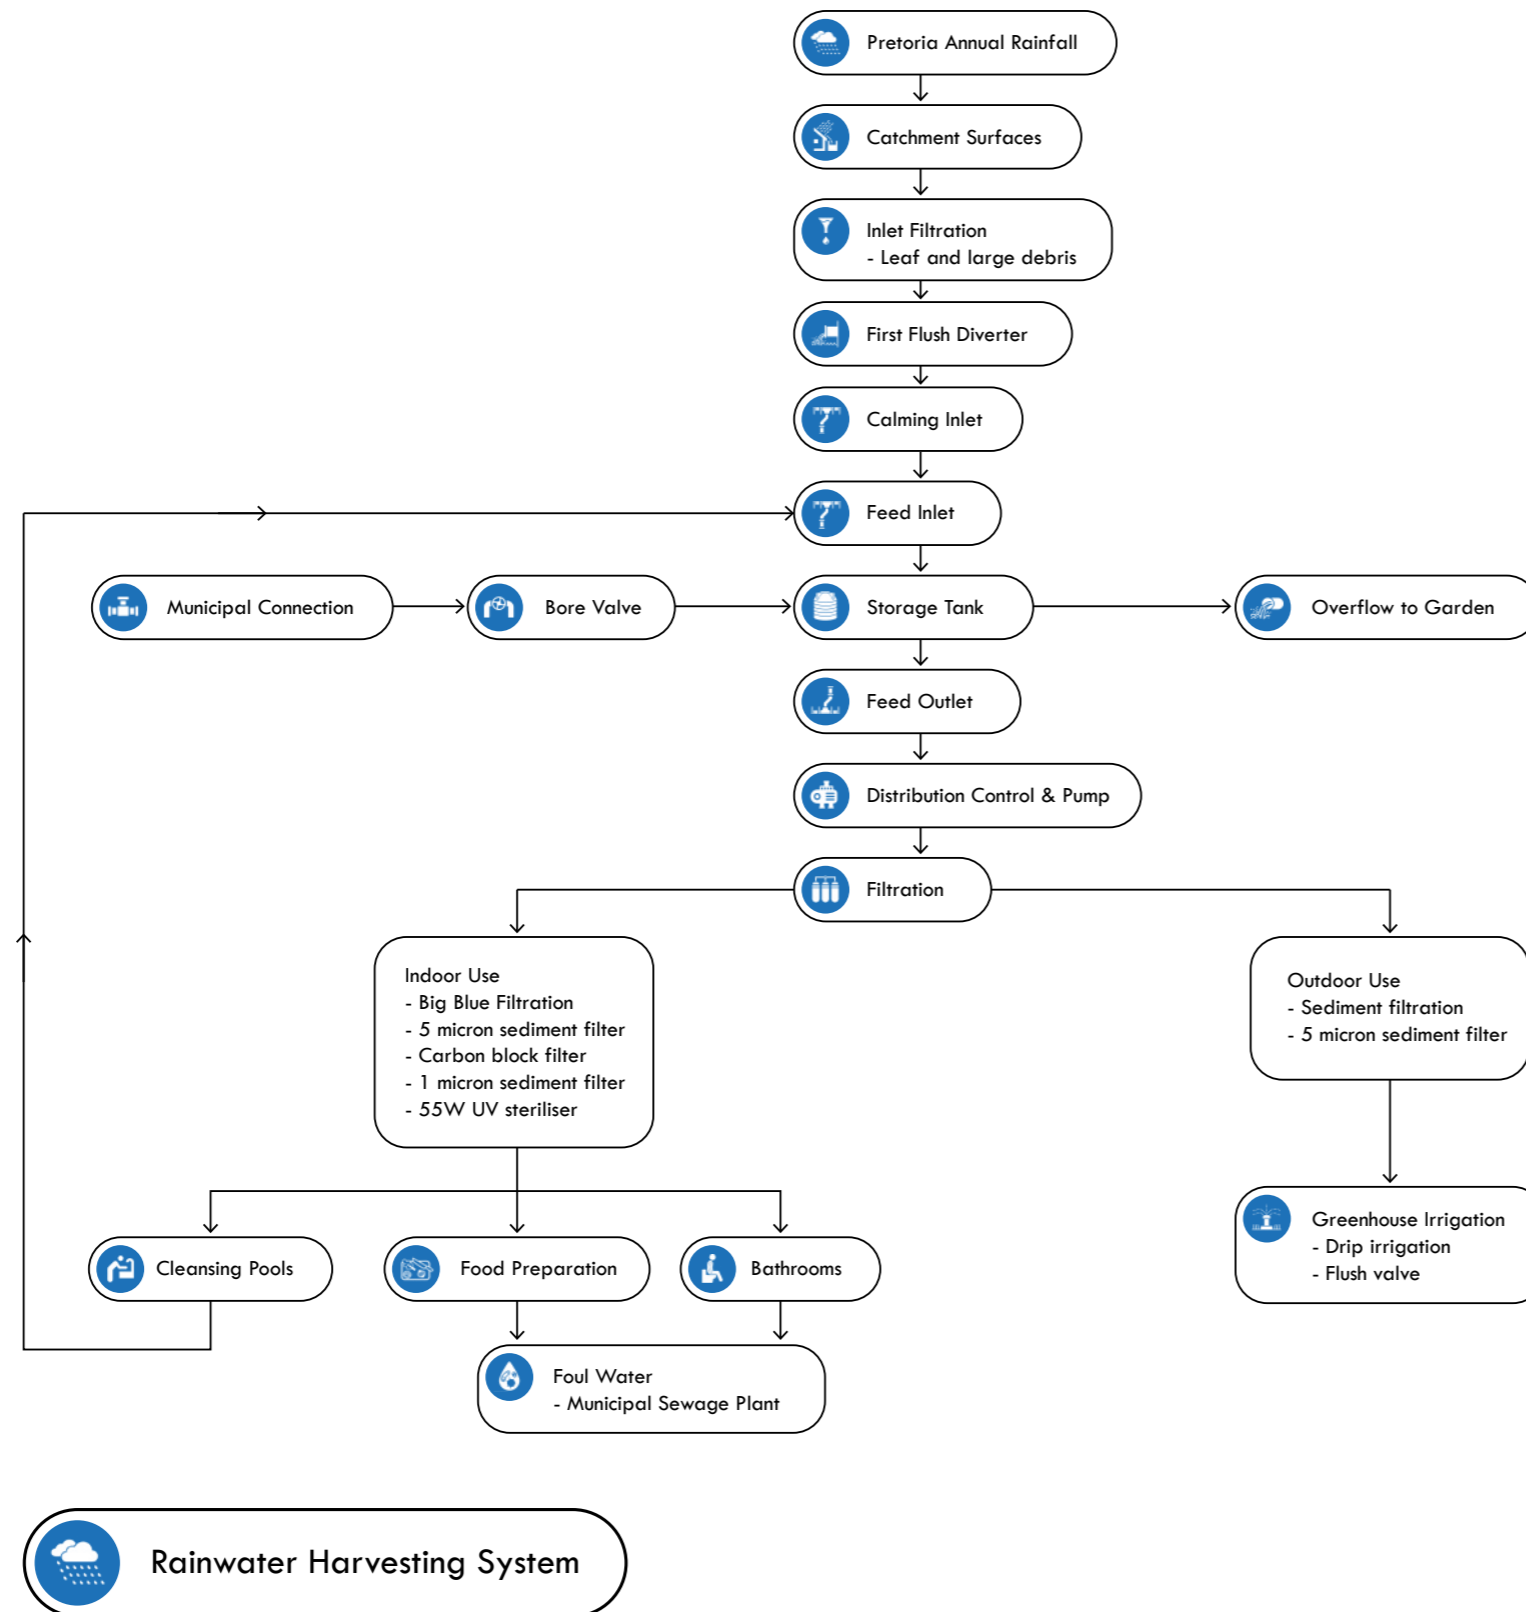 Pretoria Annual Rainfall
Catchment Surfaces
Inlet Filtration
- Leaf and large debris
First Flush Diverter
Calming Inlet
Feed Inlet
Municipal Connection
Bore Valve
Storage Tank
Overflow to Garden
Feed Outlet
Distribution Control & Pump
Filtration
Indoor Use
- Big Blue Filtration
- 5 micron sediment filter
- Carbon block filter
- 1 micron sediment filter
- 55W UV steriliser
Outdoor Use
- Sediment filtration
- 5 micron sediment filter
Cleansing Pools
Food Preparation
Bathrooms
Greenhouse Irrigation
- Drip irrigation
- Flush valve
Foul Water
- Municipal Sewage Plant
Rainwater Harvesting System